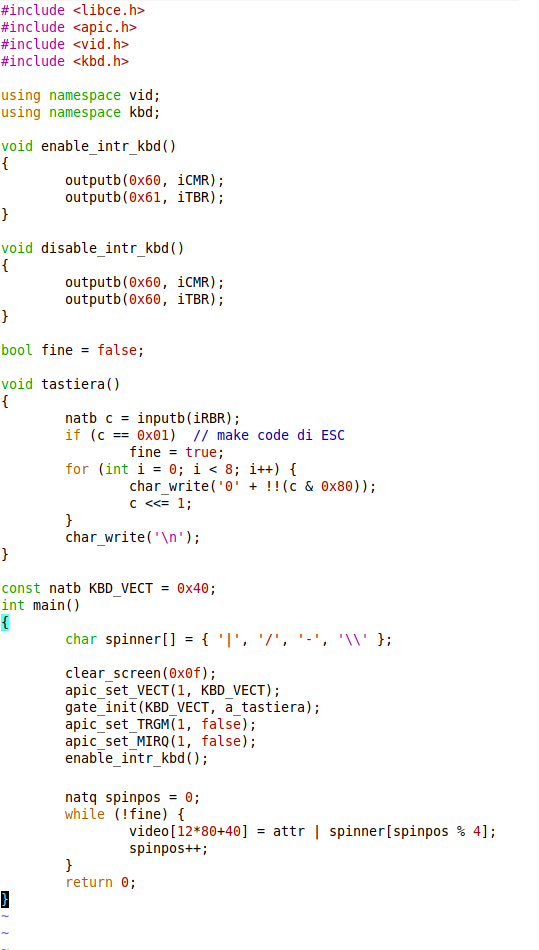 #include <libce.h>
#include <apic.h>
#include <vid.h>
#include <kbd.h>

using namespace vid;
using namespace kbd;

void enable_intr_kbd()
{
        outputb(0x60, iCMR);
        outputb(0x61, iTBR);
}

void disable_intr_kbd()
{
        outputb(0x60, iCMR);
        outputb(0x60, iTBR);
}

bool fine = false;

void tastiera()
{
        natb c = inputb(iRBR);
        if (c == 0x01)  // make code di ESC
                fine = true;
        for (int i = 0; i < 8; i++) {
                char_write('0' + !!(c & 0x80));
                c <<= 1;
        }
        char_write('\n');
}

const natb KBD_VECT = 0x40;
int main()
{
        char spinner[] = { '|', '/', '-', '\\' };

        clear_screen(0x0f);
        apic_set_VECT(1, KBD_VECT);
        gate_init(KBD_VECT, a_tastiera);
        apic_set_TRGM(1, false);
        apic_set_MIRQ(1, false);
        enable_intr_kbd();

        natq spinpos = 0;
        while (!fine) {
                video[12*80+40] = attr | spinner[spinpos % 4];
                spinpos++;
        }
        return 0;
}
~
~
~